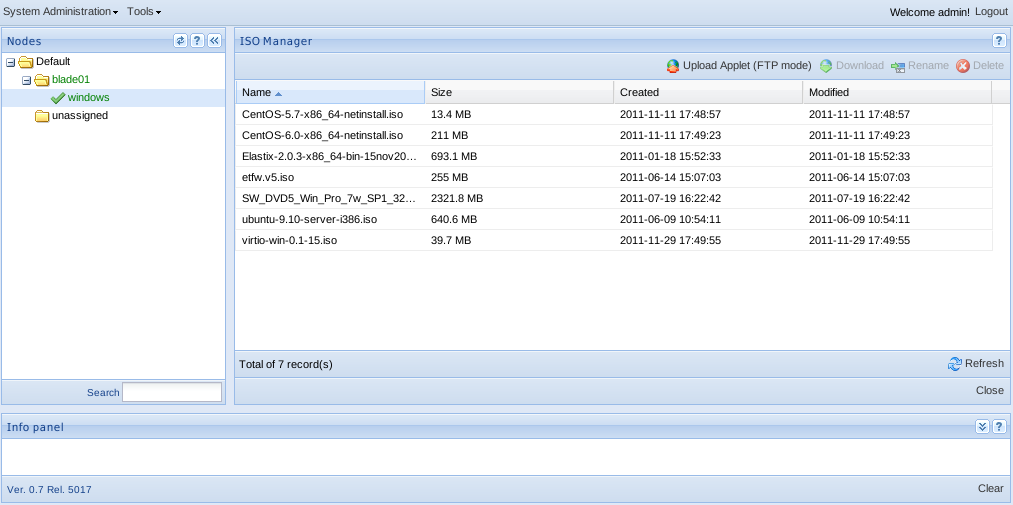 System Administration Tools Welcome admin! Logout
Nodes
Default
blade01
windows
unassigned
Search
ISO Manager
Upload Applet (FTP mode) Download Rename Delete
Name Size Created Modified
CentOS-5.7-x86_64-netinstall.iso 13.4 MB 2011-11-11 17:48:57 2011-11-11 17:48:57
CentOS-6.0-x86_64-netinstall.iso 211 MB 2011-11-11 17:49:23 2011-11-11 17:49:23
Elastix-2.0.3-x86_64-bin-15nov20... 693.1 MB 2011-01-18 15:52:33 2011-01-18 15:52:33
etfw.v5.iso 255 MB 2011-06-14 15:07:03 2011-06-14 15:07:03
SW_DVD5_Win_Pro_7w_SP1_32... 2321.8 MB 2011-07-19 16:22:42 2011-07-19 16:22:42
ubuntu-9.10-server-i386.iso 640.6 MB 2011-06-09 10:54:11 2011-06-09 10:54:11
virtio-win-0.1-15.iso 39.7 MB 2011-11-29 17:49:55 2011-11-29 17:49:55
Total of 7 record(s) Refresh
Close
Info panel
Ver. 0.7 Rel. 5017 Clear